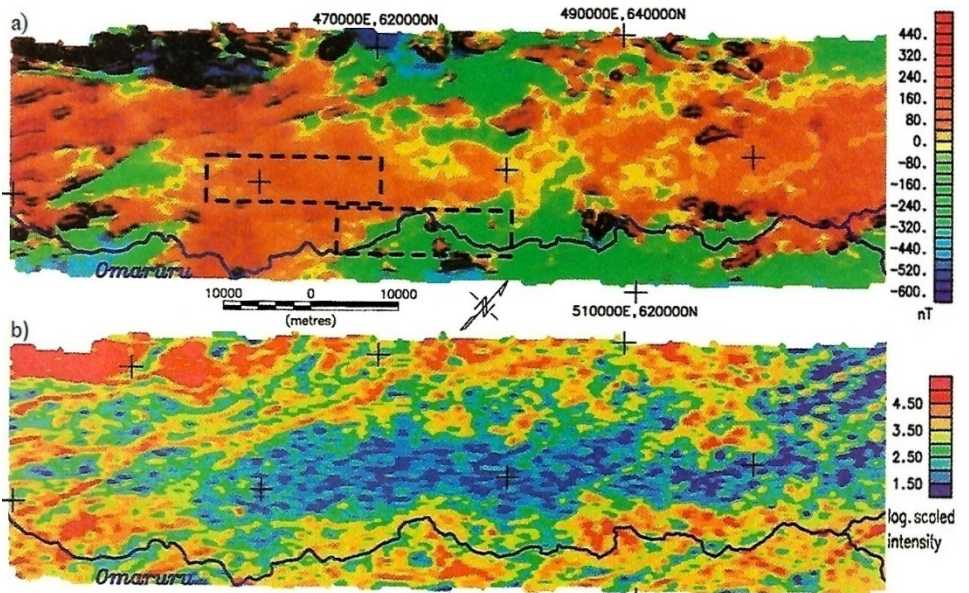 a)
470000E,620000N
490000E,640000N
440.
320.
240.
160.
80.
0.
-80.
-160.
-240.
-320.
-440.
-520.
-600.
nT
Omaruru
10000 0 10000
(metres)
N
510000E,620000N
b)
4.50
3.50
2.50
1.50
log.scaled
intensity
Omaruru